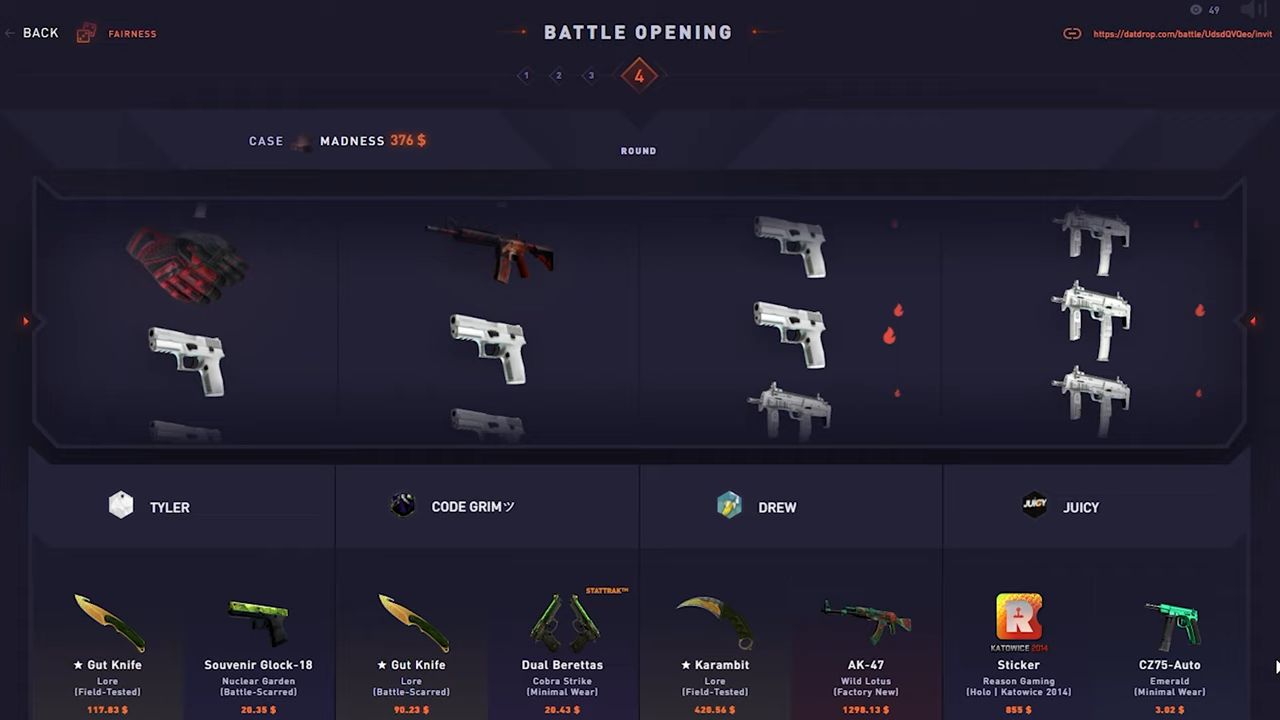 49
BACK
FAIRNESS
BATTLE OPENING
https://datdrop.com/battle/UdsdQVQeo/invit
1 2 3 4
CASE MADNESS 376 $
ROUND
TYLER
CODE GRIMツ
DREW
JUICY
JUICY
STATTRAK™
KATOWICE 2014
★ Gut Knife
Lore
(Field-Tested)
117.83 $
Souvenir Glock-18
Nuclear Garden
(Battle-Scarred)
20.35 $
★ Gut Knife
Lore
(Battle-Scarred)
90.23 $
Dual Berettas
Cobra Strike
(Minimal Wear)
20.43 $
★ Karambit
Lore
(Field-Tested)
420.56 $
AK-47
Wild Lotus
(Factory New)
1298.13 $
Sticker
Reason Gaming
(Holo | Katowice 2014)
855 $
CZ75-Auto
Emerald
(Minimal Wear)
3.02 $